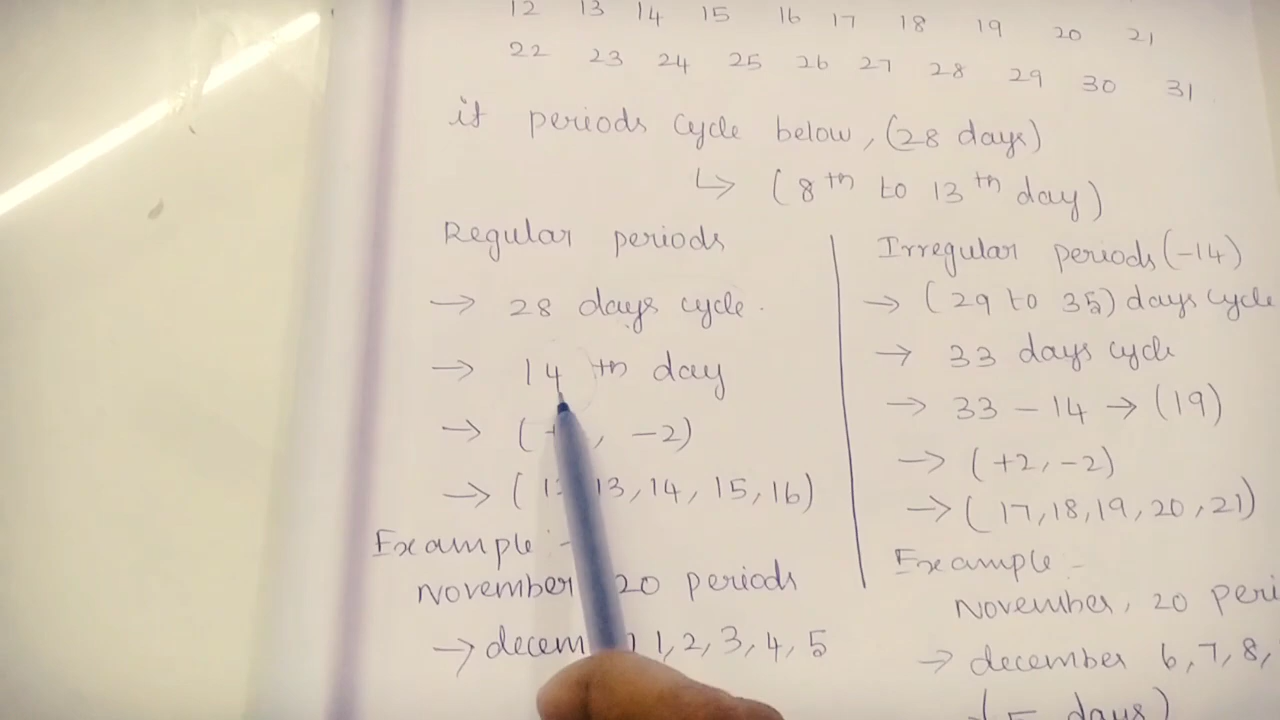 12 13 14 15 16 17 18 19 20 21
22 23 24 25 26 27 28 29 30 31
if periods cycle below, (28 days)
↳ (8th to 13th day)
Regular periods
→ 28 days cycle.
→ 14th day
→ ( , -2)
→ ( 13, 14, 15, 16)
Example :-
November 20 periods
→ decem 1, 2, 3, 4, 5
Irregular periods (-14)
→ (29 to 35) days cycle
→ 33 days cycle
→ 33 - 14 → (19)
→ (+2, -2)
→ (17, 18, 19, 20, 21)
Example -
November, 20 peri
→ december 6, 7, 8,
days)